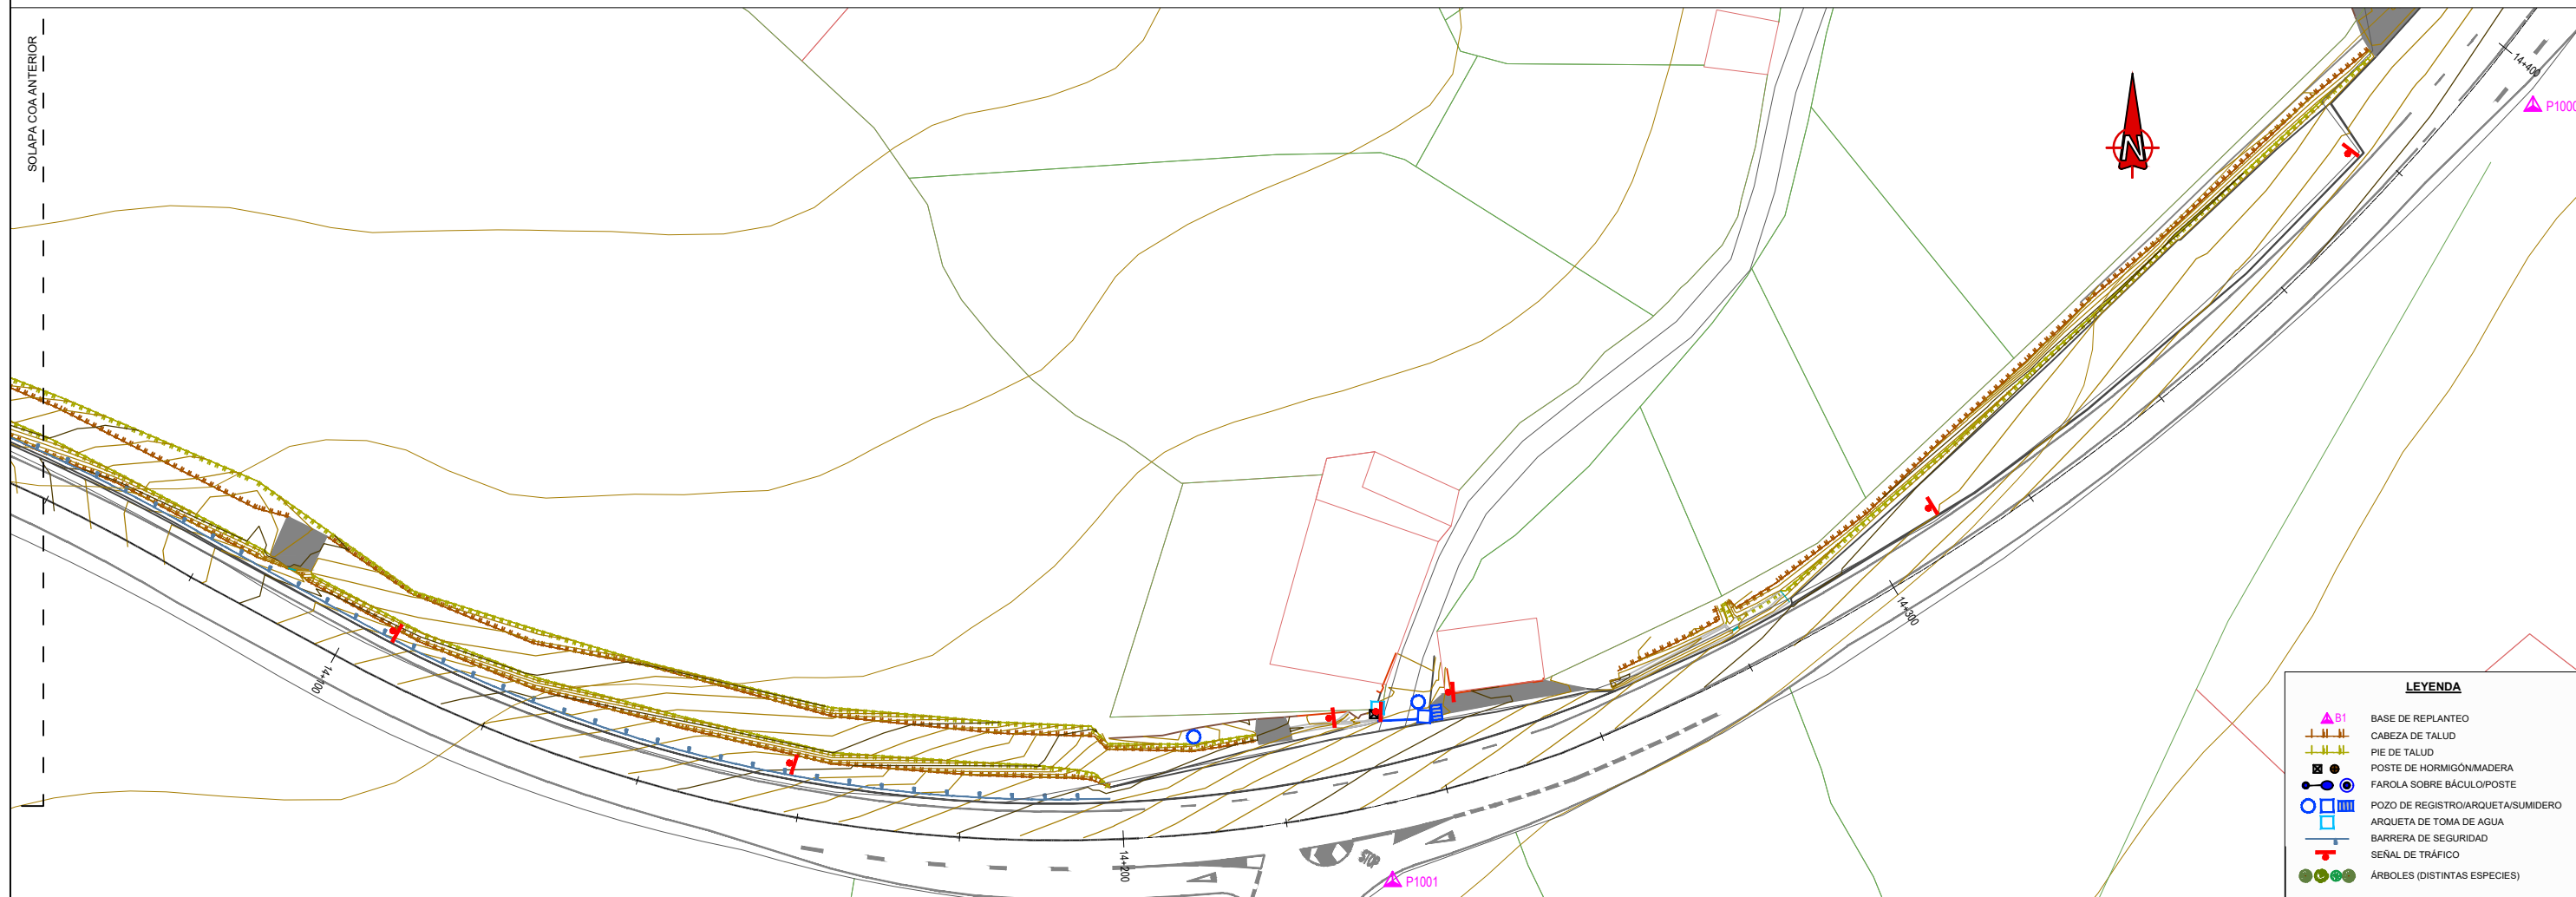 SOLAPA COA ANTERIOR
14+400
P1000
N
14+300
14+100
14+200
STOP
P1001
LEYENDA
B1 BASE DE REPLANTEO
CABEZA DE TALUD
PIE DE TALUD
POSTE DE HORMIGÓN/MADERA
FAROLA SOBRE BÁCULO/POSTE
POZO DE REGISTRO/ARQUETA/SUMIDERO
ARQUETA DE TOMA DE AGUA
BARRERA DE SEGURIDAD
SEÑAL DE TRÁFICO
ÁRBOLES (DISTINTAS ESPECIES)